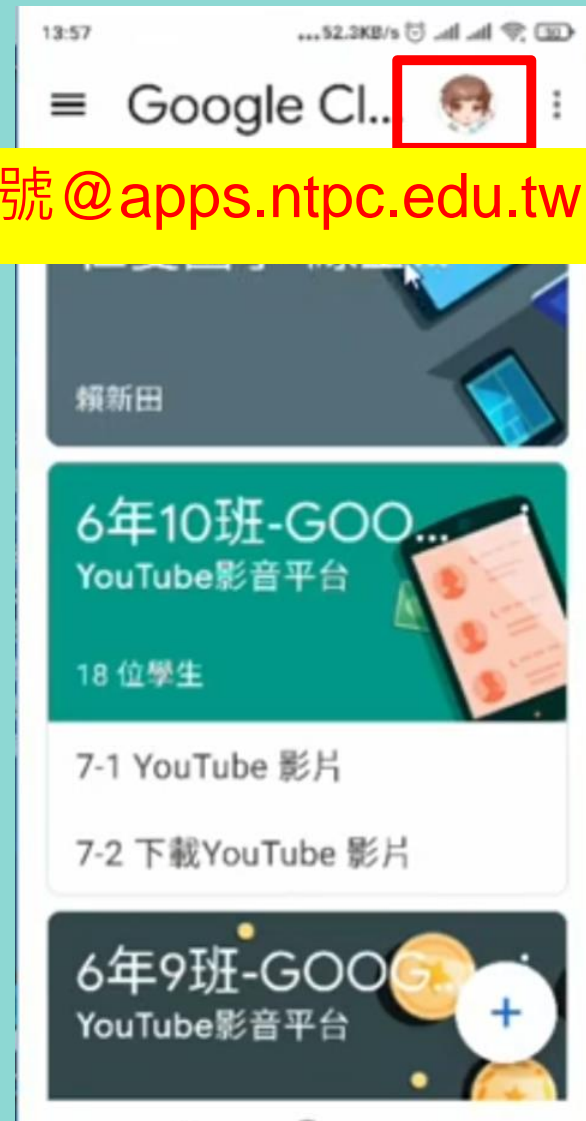 13:57 ...52.3KB/s
Google Cl...
號@apps.ntpc.edu.tw
賴新田
6年10班-GOO...
YouTube影音平台
18 位學生
7-1 YouTube 影片
7-2 下載YouTube 影片
6年9班-GOOG...
YouTube影音平台
+